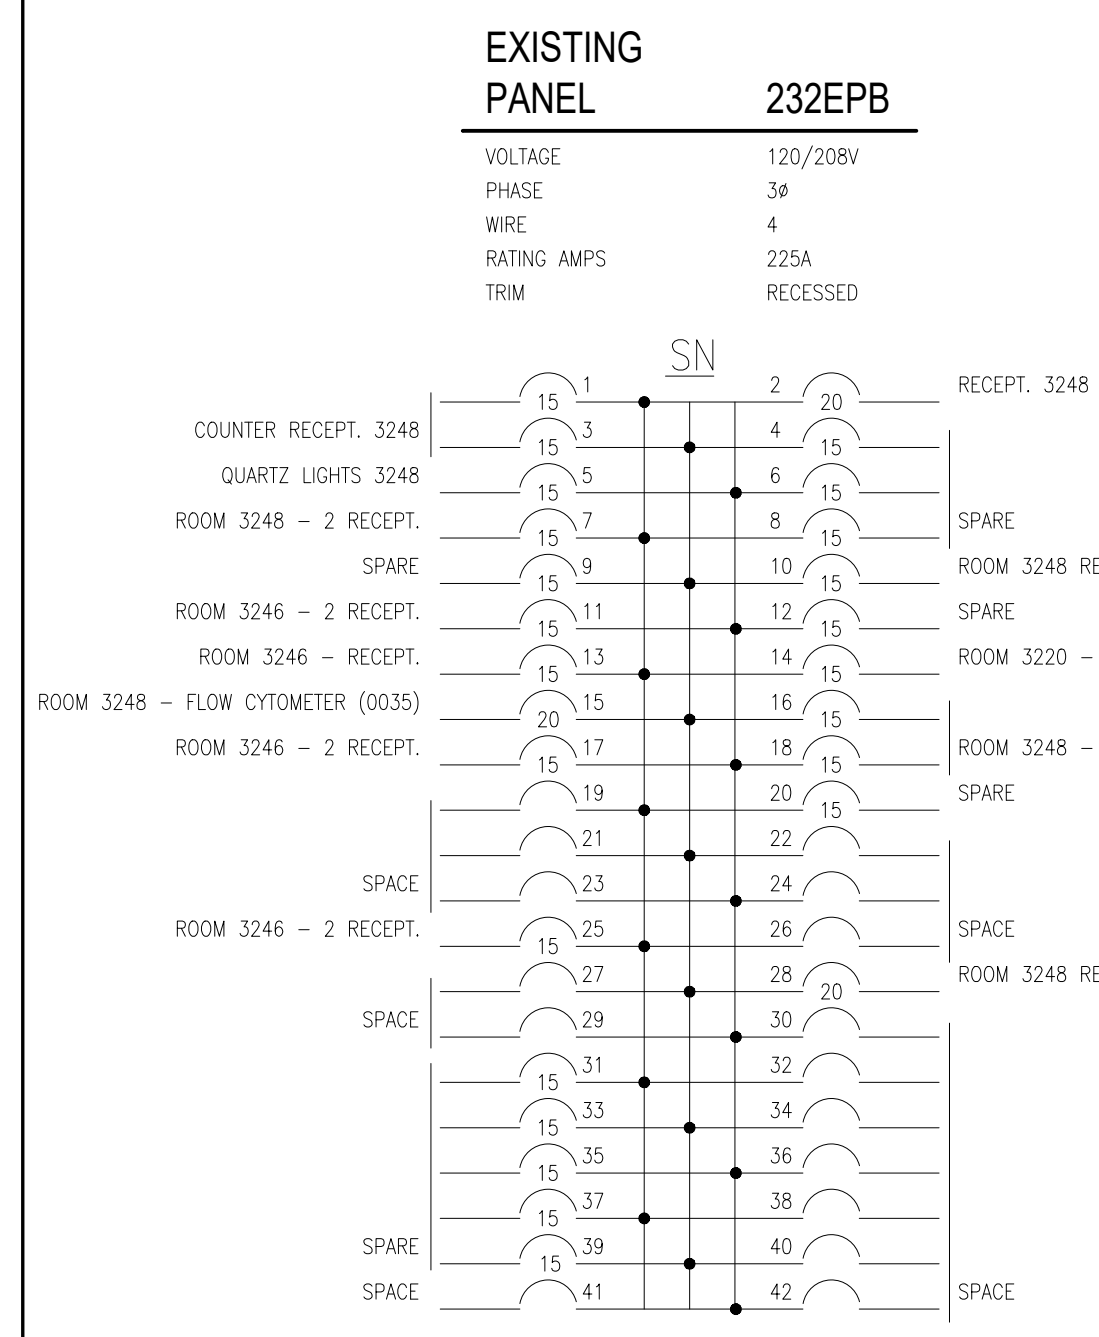 EXISTING
PANEL 232EPB
VOLTAGE 120/208V
PHASE 3ø
WIRE 4
RATING AMPS 225A
TRIM RECESSED
SN
1 15 2 20 RECEPT. 3248
COUNTER RECEPT. 3248 3 15 4 15
QUARTZ LIGHTS 3248 5 15 6 15
ROOM 3248 – 2 RECEPT. 7 15 8 15 SPARE
SPARE 9 15 10 15 ROOM 3248 RE
ROOM 3246 – 2 RECEPT. 11 15 12 15 SPARE
ROOM 3246 – RECEPT. 13 15 14 15 ROOM 3220 –
ROOM 3248 – FLOW CYTOMETER (0035) 15 20 16 15
ROOM 3246 – 2 RECEPT. 17 15 18 15 ROOM 3248 –
19 20 15 SPARE
21 22
SPACE 23 24
ROOM 3246 – 2 RECEPT. 25 15 26 SPACE
27 28 20 ROOM 3248 RE
SPACE 29 30
31 15 32
33 15 34
35 15 36
37 15 38
SPARE 39 15 40
SPACE 41 42 SPACE